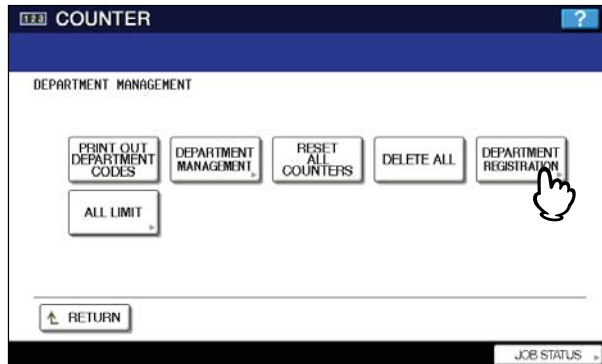 123 COUNTER ?
DEPARTMENT MANAGEMENT
PRINT OUT
DEPARTMENT
CODES
DEPARTMENT
MANAGEMENT
RESET
ALL
COUNTERS
DELETE ALL
DEPARTMENT
REGISTRATION
ALL LIMIT
RETURN
JOB STATUS